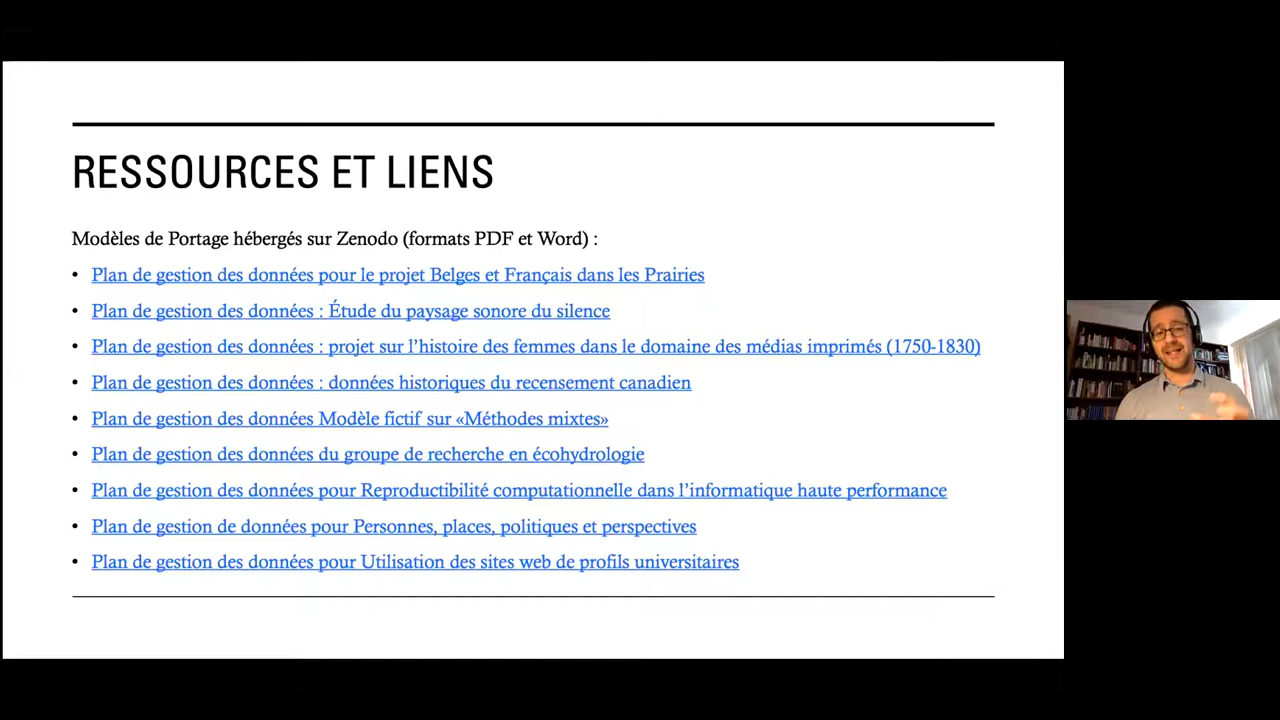 RESSOURCES ET LIENS
Modèles de Portage hébergés sur Zenodo (formats PDF et Word) :
• Plan de gestion des données pour le projet Belges et Français dans les Prairies
• Plan de gestion des données : Étude du paysage sonore du silence
• Plan de gestion des données : projet sur l’histoire des femmes dans le domaine des médias imprimés (1750-1830)
• Plan de gestion des données : données historiques du recensement canadien
• Plan de gestion des données Modèle fictif sur «Méthodes mixtes»
• Plan de gestion des données du groupe de recherche en écohydrologie
• Plan de gestion des données pour Reproductibilité computationnelle dans l’informatique haute performance
• Plan de gestion de données pour Personnes, places, politiques et perspectives
• Plan de gestion des données pour Utilisation des sites web de profils universitaires